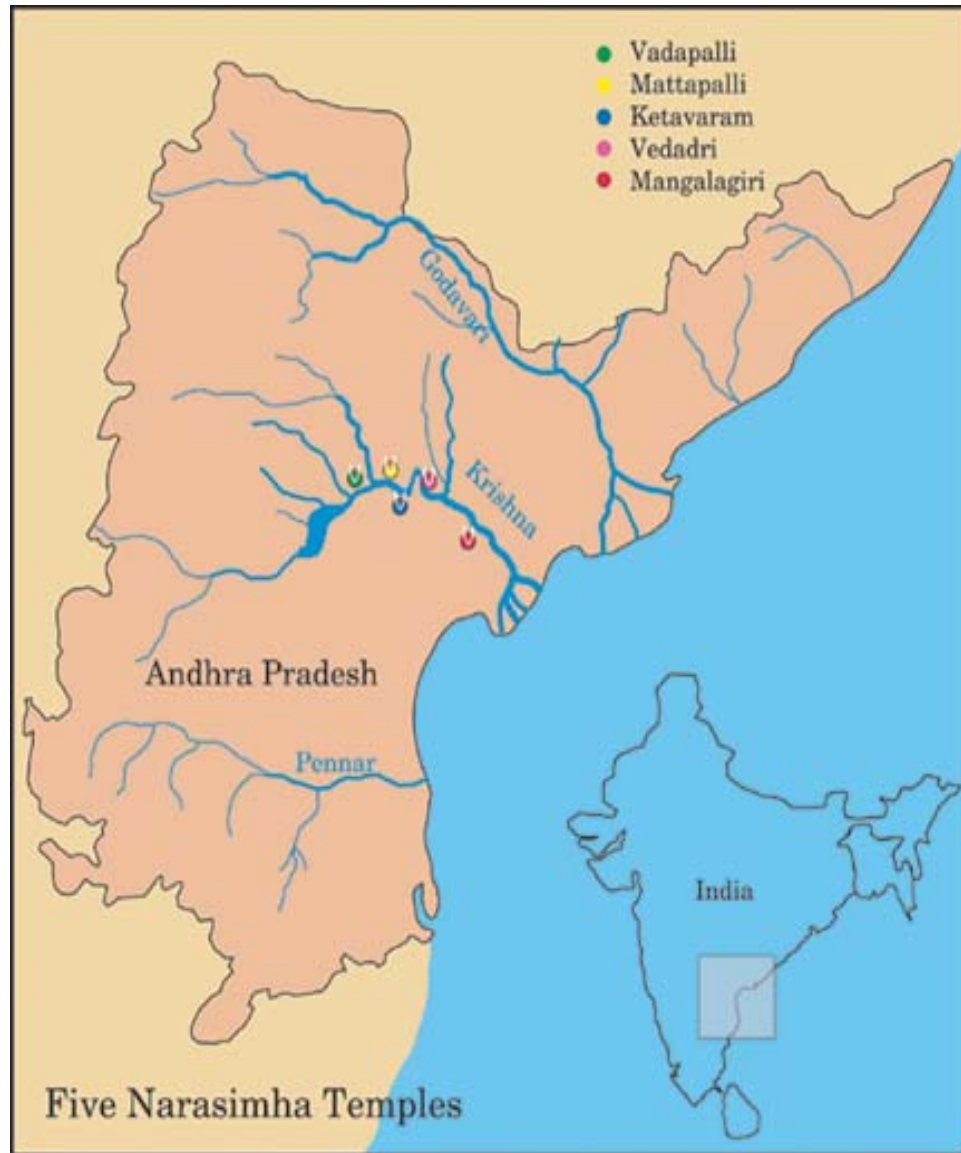 Vadapalli
Mattapalli
Ketavaram
Vedadri
Mangalagiri
Godavari
Krishna
Andhra Pradesh
Pennar
India
Five Narasimha Temples